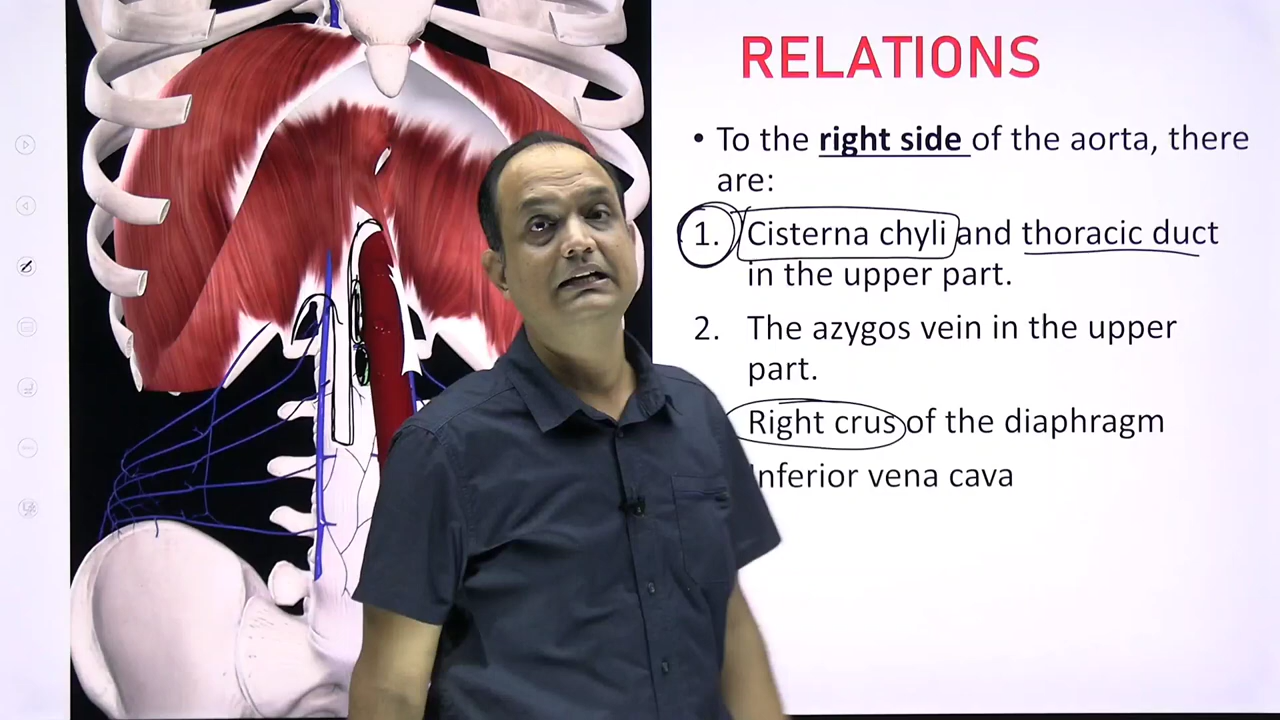 RELATIONS
• To the right side of the aorta, there
are:
1. Cisterna chyli and thoracic duct
in the upper part.
2. The azygos vein in the upper
part.
Right crus of the diaphragm
Inferior vena cava